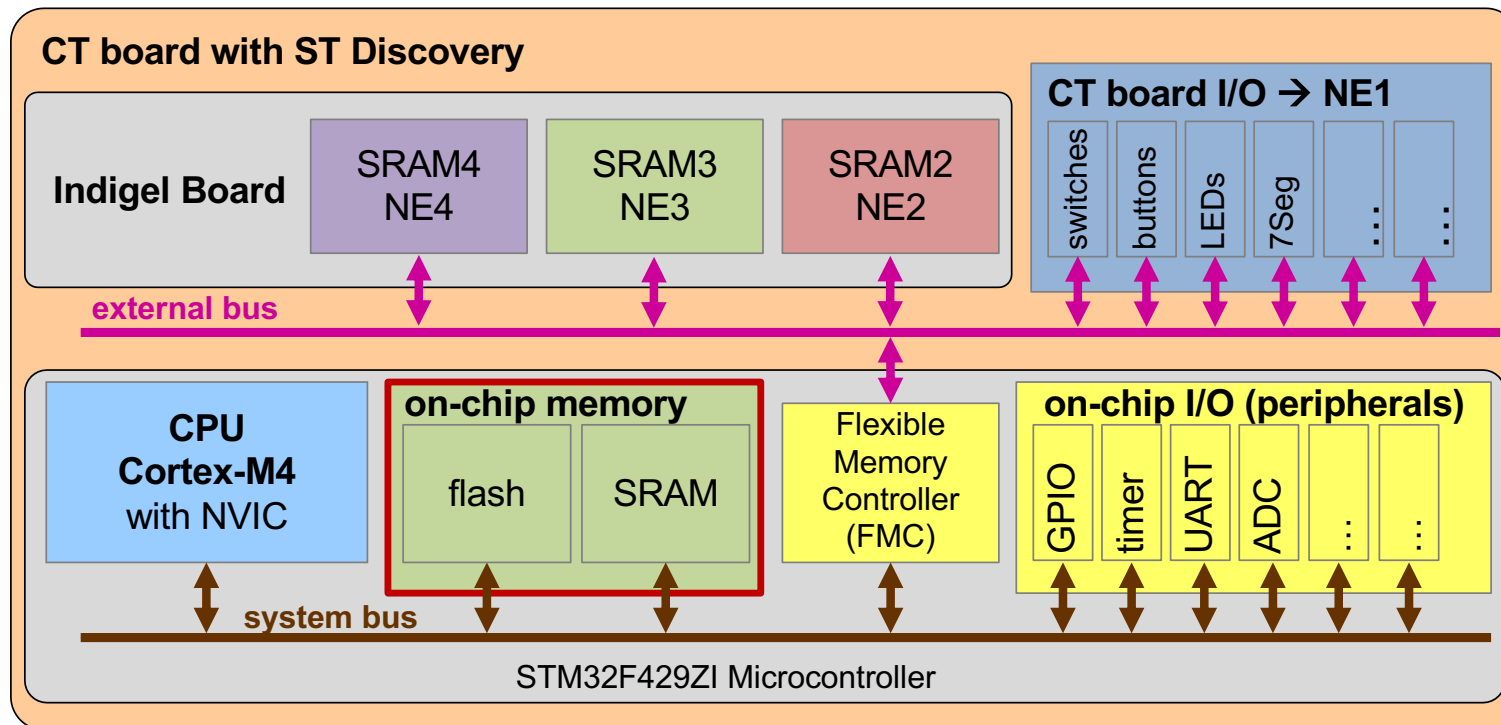 CT board with ST Discovery
Indigel Board
SRAM4
NE4
SRAM3
NE3
SRAM2
NE2
CT board I/O → NE1
switches
buttons
LEDs
7Seg
...
...
external bus
CPU
Cortex-M4
with NVIC
on-chip memory
flash
SRAM
Flexible
Memory
Controller
(FMC)
on-chip I/O (peripherals)
GPIO
timer
UART
ADC
...
...
system bus
STM32F429ZI Microcontroller